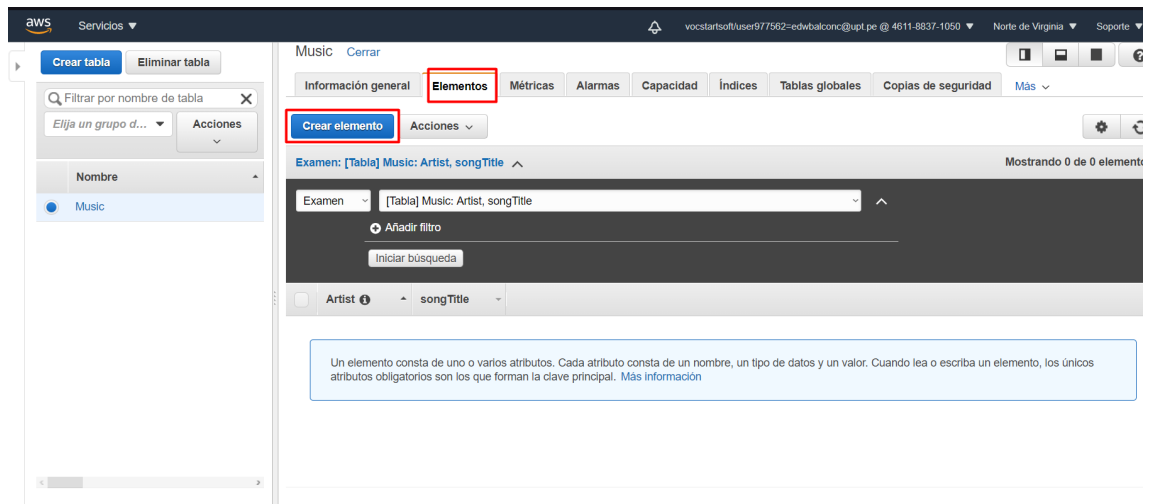 aws Servicios vocstartsoft/user977562=edwbalconc@upt.pe @ 4611-8837-1050 Norte de Virginia Soporte
Crear tabla Eliminar tabla
Filtrar por nombre de tabla
Elija un grupo d... Acciones
Nombre
Music
Music Cerrar
Información general Elementos Métricas Alarmas Capacidad Índices Tablas globales Copias de seguridad Más
Crear elemento Acciones
Examen: [Tabla] Music: Artist, songTitle Mostrando 0 de 0 elemento
Examen [Tabla] Music: Artist, songTitle
Añadir filtro
Iniciar búsqueda
Artist songTitle
Un elemento consta de uno o varios atributos. Cada atributo consta de un nombre, un tipo de datos y un valor. Cuando lea o escriba un elemento, los únicos
atributos obligatorios son los que forman la clave principal. Más información